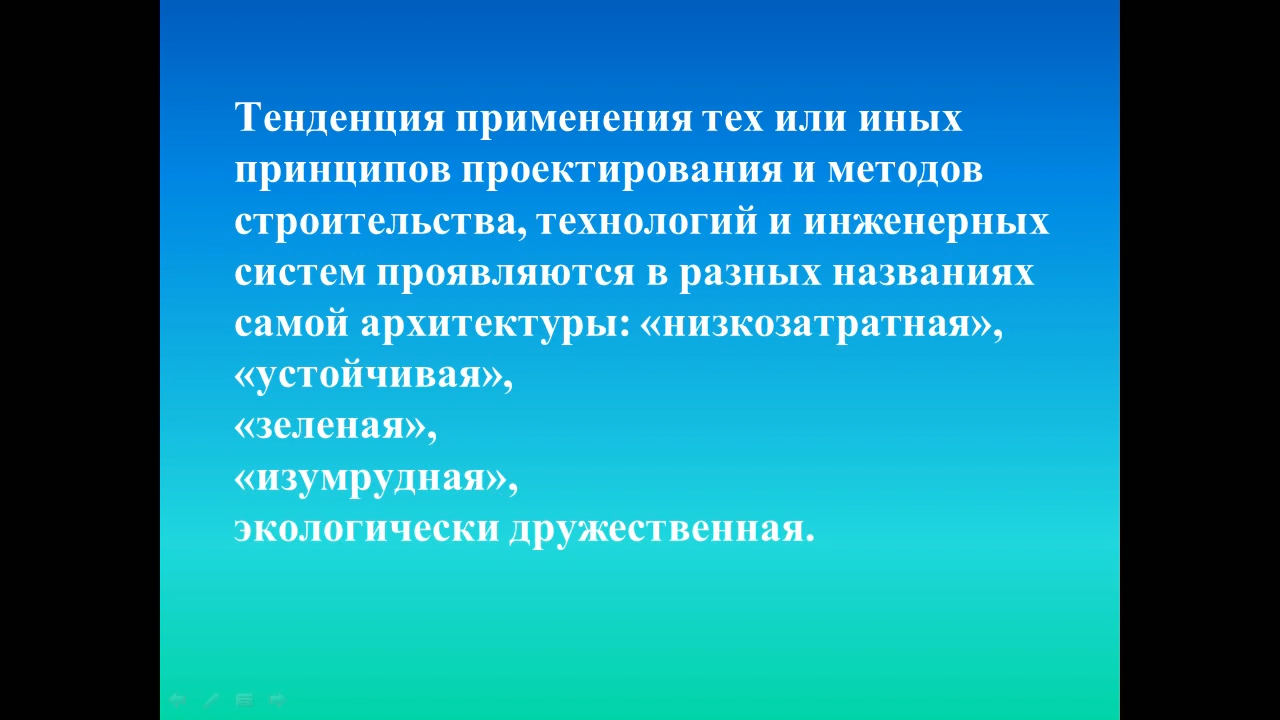 Тенденция применения тех или иных
принципов проектирования и методов
строительства, технологий и инженерных
систем проявляются в разных названиях
самой архитектуры: «низкозатратная»,
«устойчивая»,
«зеленая»,
«изумрудная»,
экологически дружественная.